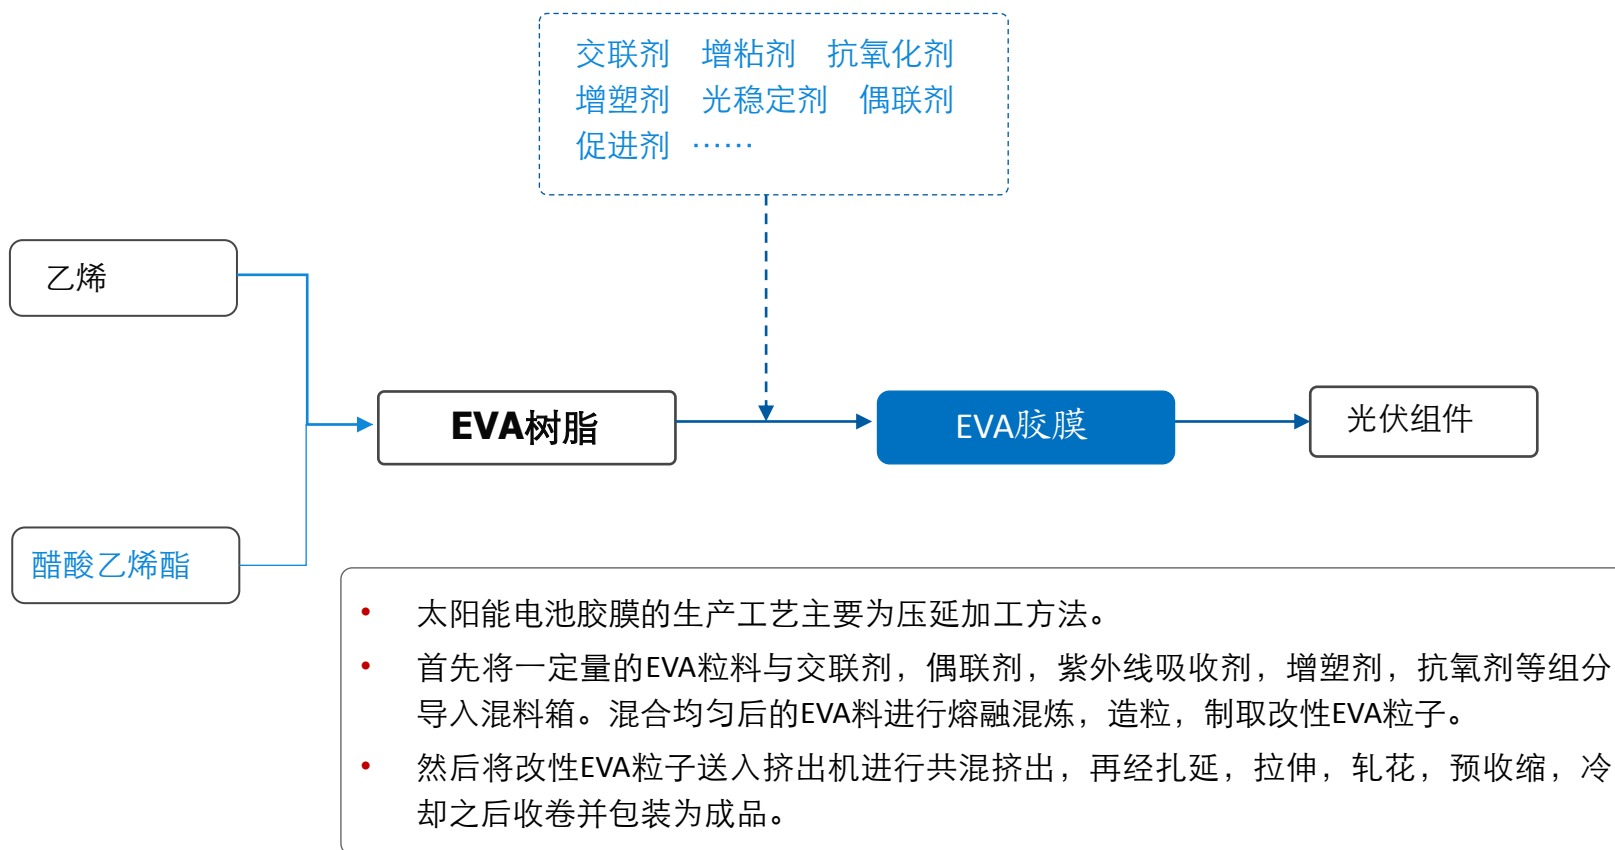 交联剂 增粘剂 抗氧化剂
增塑剂 光稳定剂 偶联剂
促进剂 ……
乙烯
EVA树脂
EVA胶膜
光伏组件
醋酸乙烯酯
• 太阳能电池胶膜的生产工艺主要为压延加工方法。
• 首先将一定量的EVA粒料与交联剂，偶联剂，紫外线吸收剂，增塑剂，抗氧剂等组分
导入混料箱。混合均匀后的EVA料进行熔融混炼，造粒，制取改性EVA粒子。
• 然后将改性EVA粒子送入挤出机进行共混挤出，再经扎延，拉伸，轧花，预收缩，冷
却之后收卷并包装为成品。